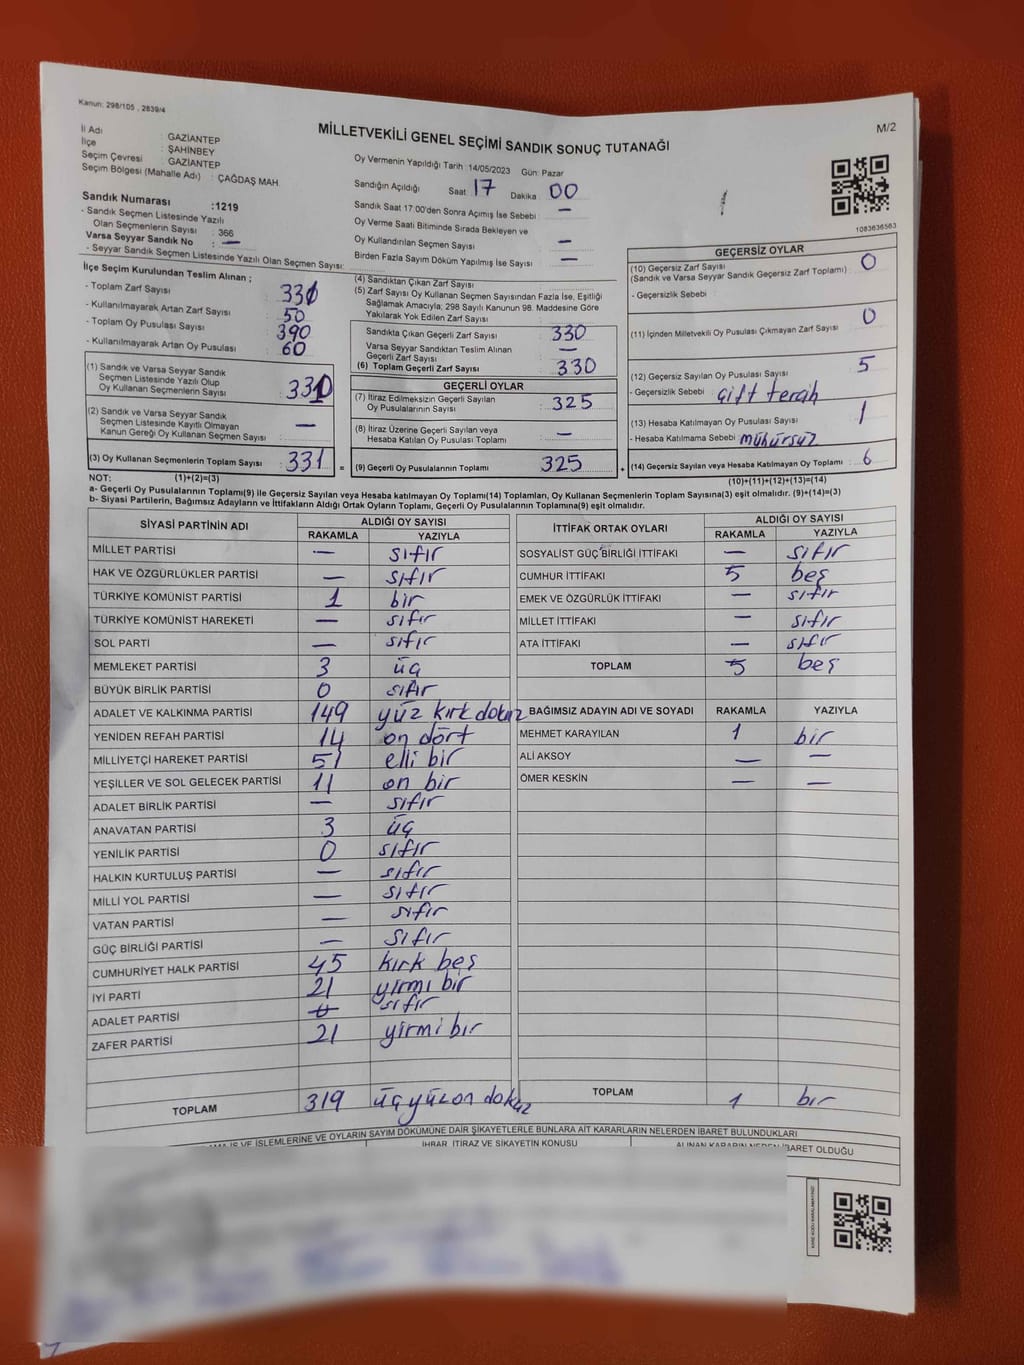 Kanun: 298/105 , 2839/4
MİLLETVEKİLİ GENEL SEÇİMİ SANDIK SONUÇ TUTANAĞI
M/2
İl Adı : GAZİANTEP
İlçe : ŞAHİNBEY
Seçim Çevresi : GAZİANTEP
Seçim Bölgesi (Mahalle Adı) : ÇAĞDAŞ MAH.
Sandık Numarası :1219
- Sandık Seçmen Listesinde Yazılı
Olan Seçmenlerin Sayısı : 366
Varsa Seyyar Sandık No : —
- Seyyar Sandık Seçmen Listesinde Yazılı Olan Seçmen Sayısı:
Oy Vermenin Yapıldığı Tarih :14/05/2023 Gün: Pazar
Sandığın Açıldığı Saat 17 Dakika 00
Sandık Saat 17.00'den Sonra Açımış İse Sebebi : —
Oy Verme Saati Bitiminde Sırada Bekleyen ve
Oy Kullandırılan Seçmen Sayısı : —
Birden Fazla Sayım Döküm Yapılmış İse Sayısı : —
1083636563
İlçe Seçim Kurulundan Teslim Alınan ;
- Toplam Zarf Sayısı : 331
- Kullanılmayarak Artan Zarf Sayısı : 50
- Toplam Oy Pusulası Sayısı : 390
- Kullanılmayarak Artan Oy Pusulası : 60
(1) Sandık ve Varsa Seyyar Sandık
Seçmen Listesinde Yazılı Olup
Oy Kullanan Seçmenlerin Sayısı : 331
(2) Sandık ve Varsa Seyyar Sandık
Seçmen Listesinde Kayıtlı Olmayan
Kanun Gereği Oy Kullanan Seçmen Sayısı : —
(3) Oy Kullanan Seçmenlerin Toplam Sayısı : 331
(4) Sandıktan Çıkan Zarf Sayısı :
(5) Zarf Sayısı Oy Kullanan Seçmen Sayısından Fazla İse, Eşitliği
Sağlamak Amacıyla, 298 Sayılı Kanunun 98. Maddesine Göre
Yakılarak Yok Edilen Zarf Sayısı :
Sandıkta Çıkan Geçerli Zarf Sayısı : 330
Varsa Seyyar Sandıktan Teslim Alınan
Geçerli Zarf Sayısı : —
(6) Toplam Geçerli Zarf Sayısı : 330
GEÇERLİ OYLAR
(7) İtiraz Edilmeksizin Geçerli Sayılan
Oy Pusulalarının Sayısı : 325
(8) İtiraz Üzerine Geçerli Sayılan veya
Hesaba Katılan Oy Pusulası Toplamı : —
= (9) Geçerli Oy Pusulalarının Toplamı : 325
GEÇERSİZ OYLAR
(10) Geçersiz Zarf Sayısı : 0
(Sandık ve Varsa Seyyar Sandık Geçersiz Zarf Toplamı)
- Geçersizlik Sebebi :
(11) İçinden Milletvekili Oy Pusulası Çıkmayan Zarf Sayısı : 0
(12) Geçersiz Sayılan Oy Pusulası Sayısı : 5
- Geçersizlik Sebebi : çift tercih
(13) Hesaba Katılmayan Oy Pusulası Sayısı : 1
- Hesaba Katılmama Sebebi : mühürsüz
+ (14) Geçersiz Sayılan veya Hesaba Katılmayan Oy Toplamı : 6
NOT: (1)+(2)=(3)
(10)+(11)+(12)+(13)=(14)
a- Geçerli Oy Pusulalarının Toplamı(9) ile Geçersiz Sayılan veya Hesaba katılmayan Oy Toplamı(14) Toplamları, Oy Kullanan Seçmenlerin Toplam Sayısına(3) eşit olmalıdır. (9)+(14)=(3)
b- Siyasi Partilerin, Bağımsız Adayların ve İttifakların Aldığı Ortak Oyların Toplamı, Geçerli Oy Pusulalarının Toplamına(9) eşit olmalıdır.
SİYASİ PARTİNİN ADI ALDIĞI OY SAYISI
RAKAMLA YAZIYLA
MİLLET PARTİSİ — sıfır
HAK VE ÖZGÜRLÜKLER PARTİSİ — sıfır
TÜRKİYE KOMÜNİST PARTİSİ 1 bir
TÜRKİYE KOMÜNİST HAREKETİ — sıfır
SOL PARTİ — sıfır
MEMLEKET PARTİSİ 3 üç
BÜYÜK BİRLİK PARTİSİ 0 sıfır
ADALET VE KALKINMA PARTİSİ 149 yüz kırk dokuz
YENİDEN REFAH PARTİSİ 14 on dört
MİLLİYETÇİ HAREKET PARTİSİ 51 elli bir
YEŞİLLER VE SOL GELECEK PARTİSİ 11 on bir
ADALET BİRLİK PARTİSİ — sıfır
ANAVATAN PARTİSİ 3 üç
YENİLİK PARTİSİ 0 sıfır
HALKIN KURTULUŞ PARTİSİ — sıfır
MİLLİ YOL PARTİSİ — sıfır
VATAN PARTİSİ — sıfır
GÜÇ BİRLİĞİ PARTİSİ — sıfır
CUMHURİYET HALK PARTİSİ 45 kırk beş
İYİ PARTİ 21 yirmi bir
ADALET PARTİSİ 0 sıfır
ZAFER PARTİSİ 21 yirmi bir
TOPLAM 319 üçyüzon dokuz
İTTİFAK ORTAK OYLARI ALDIĞI OY SAYISI
RAKAMLA YAZIYLA
SOSYALİST GÜÇ BİRLİĞİ İTTİFAKI — sıfır
CUMHUR İTTİFAKI 5 beş
EMEK VE ÖZGÜRLÜK İTTİFAKI — sıfır
MİLLET İTTİFAKI — sıfır
ATA İTTİFAKI — sıfır
TOPLAM 5 beş
BAĞIMSIZ ADAYIN ADI VE SOYADI RAKAMLA YAZIYLA
MEHMET KARAYILAN 1 bir
ALİ AKSOY — —
ÖMER KESKİN — —
TOPLAM 1 bir
İŞ VE İŞLEMLERİNE VE OYLARIN SAYIM DÖKÜMÜNE DAİR ŞİKAYETLERLE BUNLARA AİT KARARLARIN NELERDEN İBARET BULUNDUKLARI
İHBAR, İTİRAZ VE ŞİKAYETİN KONUSU ALINAN KARARIN NEDEN İBARET OLDUĞU